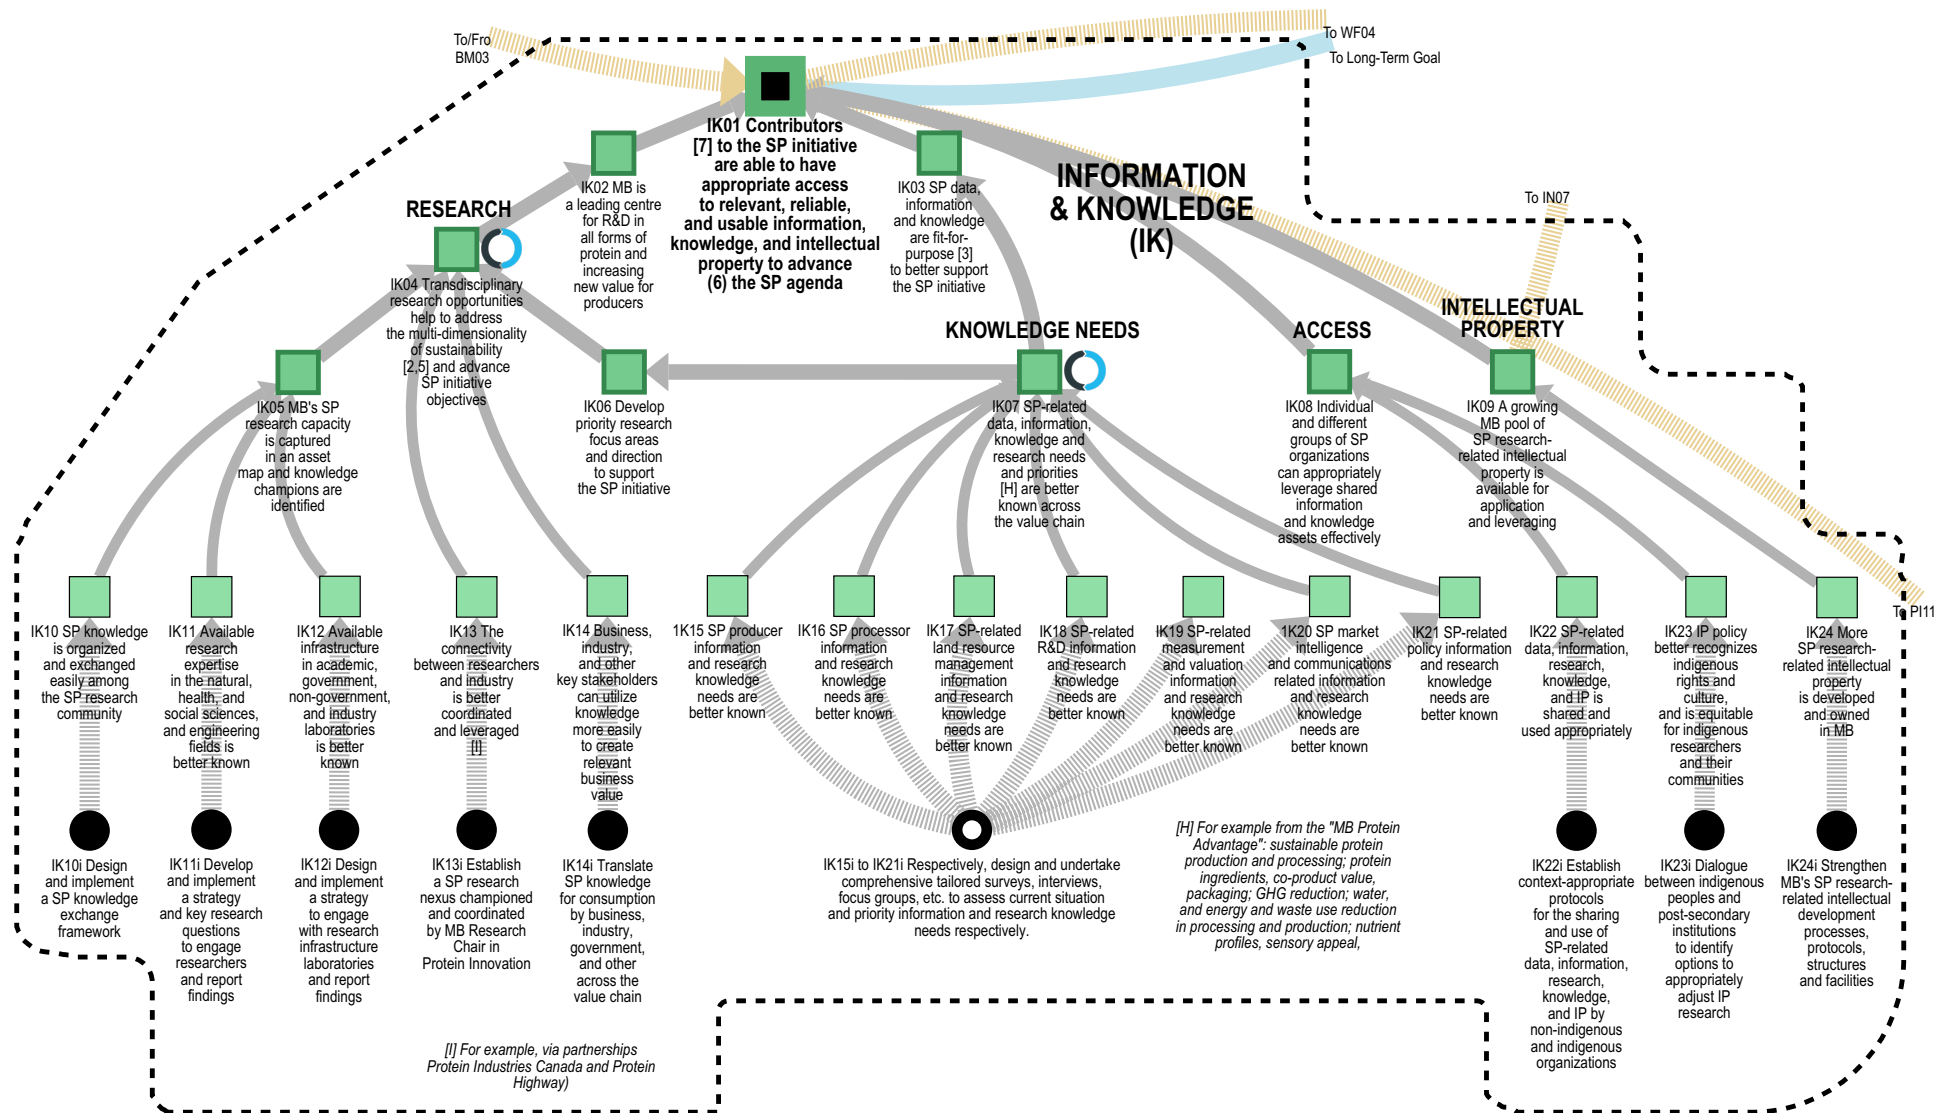 To/Fro
BM03
To WF04
To Long-Term Goal
IK01 Contributors
[7] to the SP initiative
are able to have
appropriate access
to relevant, reliable,
and usable information,
knowledge, and intellectual
property to advance
(6) the SP agenda
IK02 MB is
a leading centre
for R&D in
all forms of
protein and
increasing
new value for
producers
IK03 SP data,
information
and knowledge
are fit-for-
purpose [3]
to better support
the SP initiative
INFORMATION
& KNOWLEDGE
(IK)
To IN07
RESEARCH
IK04 Transdisciplinary
research opportunities
help to address
the multi-dimensionality
of sustainability
[2,5] and advance
SP initiative
objectives
KNOWLEDGE NEEDS
ACCESS
INTELLECTUAL
PROPERTY
IK05 MB's SP
research capacity
is captured
in an asset
map and knowledge
champions are
identified
IK06 Develop
priority research
focus areas
and direction
to support
the SP initiative
IK07 SP-related
data, information,
knowledge and
research needs
and priorities
[H] are better
known across
the value chain
IK08 Individual
and different
groups of SP
organizations
can appropriately
leverage shared
information
and knowledge
assets effectively
IK09 A growing
MB pool of
SP research-
related intellectual
property is
available for
application
and leveraging
To PI11
IK10 SP knowledge
is organized
and exchanged
easily among
the SP research
community
IK11 Available
research
expertise
in the natural,
health, and
social sciences,
and engineering
fields is
better known
IK12 Available
infrastructure
in academic,
government,
non-government,
and industry
laboratories
is better
known
IK13 The
connectivity
between researchers
and industry
is better
coordinated
and leveraged
[I]
IK14 Business,
industry,
and other
key stakeholders
can utilize
knowledge
more easily
to create
relevant
business
value
1K15 SP producer
information
and research
knowledge
needs are
better known
IK16 SP processor
information
and research
knowledge
needs are
better known
IK17 SP-related
land resource
management
information
and research
knowledge
needs are
better known
IK18 SP-related
R&D information
and research
knowledge
needs are
better known
IK19 SP-related
measurement
and valuation
information
and research
knowledge
needs are
better known
1K20 SP market
intelligence
and communications
related information
and research
knowledge
needs are
better known
IK21 SP-related
policy information
and research
knowledge
needs are
better known
IK22 SP-related
data, information,
research,
knowledge,
and IP is
shared and
used appropriately
IK23 IP policy
better recognizes
indigenous
rights and
culture,
and is equitable
for indigenous
researchers
and their
communities
IK24 More
SP research-
related intellectual
property
is developed
and owned
in MB
IK10i Design
and implement
a SP knowledge
exchange
framework
IK11i Develop
and implement
a strategy
and key research
questions
to engage
researchers
and report
findings
IK12i Design
and implement
a strategy
to engage
with research
infrastructure
laboratories
and report
findings
IK13i Establish
a SP research
nexus championed
and coordinated
by MB Research
Chair in
Protein Innovation
IK14i Translate
SP knowledge
for consumption
by business,
industry,
government,
and other
across the
value chain
IK15i to IK21i Respectively, design and undertake
comprehensive tailored surveys, interviews,
focus groups, etc. to assess current situation
and priority information and research knowledge
needs respectively.
[H] For example from the "MB Protein
Advantage": sustainable protein
production and processing; protein
ingredients, co-product value,
packaging; GHG reduction; water,
and energy and waste use reduction
in processing and production; nutrient
profiles, sensory appeal,
IK22i Establish
context-appropriate
protocols
for the sharing
and use of
SP-related
data, information,
research,
knowledge,
and IP by
non-indigenous
and indigenous
organizations
IK23i Dialogue
between indigenous
peoples and
post-secondary
institutions
to identify
options to
appropriately
adjust IP
research
IK24i Strengthen
MB's SP research-
related intellectual
development
processes,
protocols,
structures
and facilities
[I] For example, via partnerships
Protein Industries Canada and Protein
Highway)